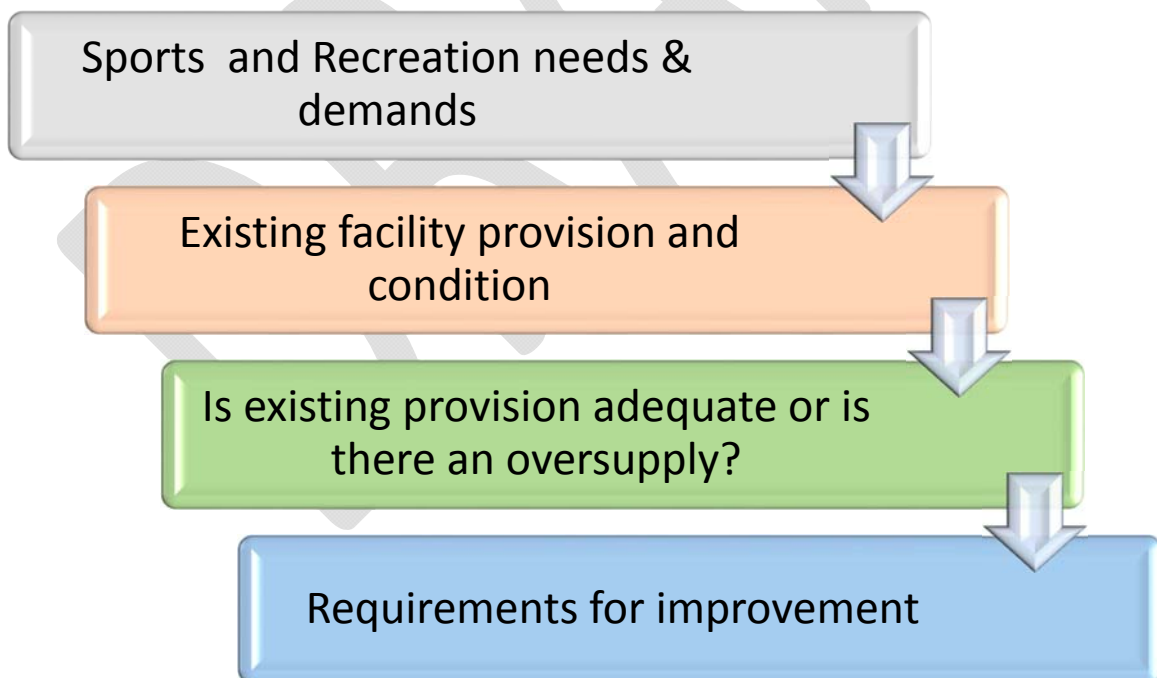 Sports and Recreation needs &
demands
Existing facility provision and
condition
Is existing provision adequate or is
there an oversupply?
Requirements for improvement